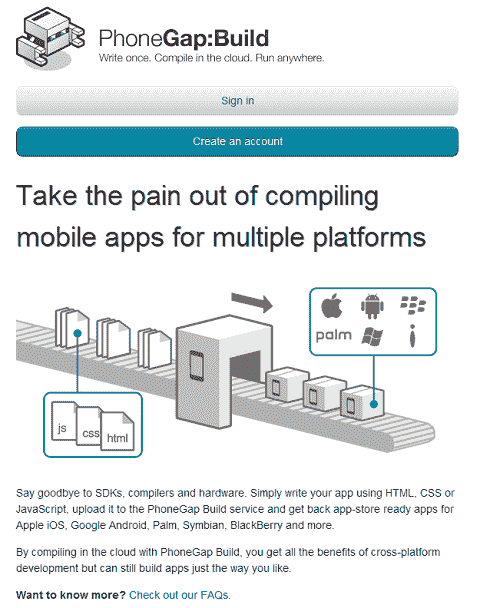 PhoneGap:Build
Write once. Compile in the cloud. Run anywhere.
Sign in
Create an account
Take the pain out of compiling
mobile apps for multiple platforms
palm
js
css
html
Say goodbye to SDKs, compilers and hardware. Simply write your app using HTML, CSS or
JavaScript, upload it to the PhoneGap Build service and get back app-store ready apps for
Apple iOS, Google Android, Palm, Symbian, BlackBerry and more.
By compiling in the cloud with PhoneGap Build, you get all the benefits of cross-platform
development but can still build apps just the way you like.
Want to know more? Check out our FAQs.